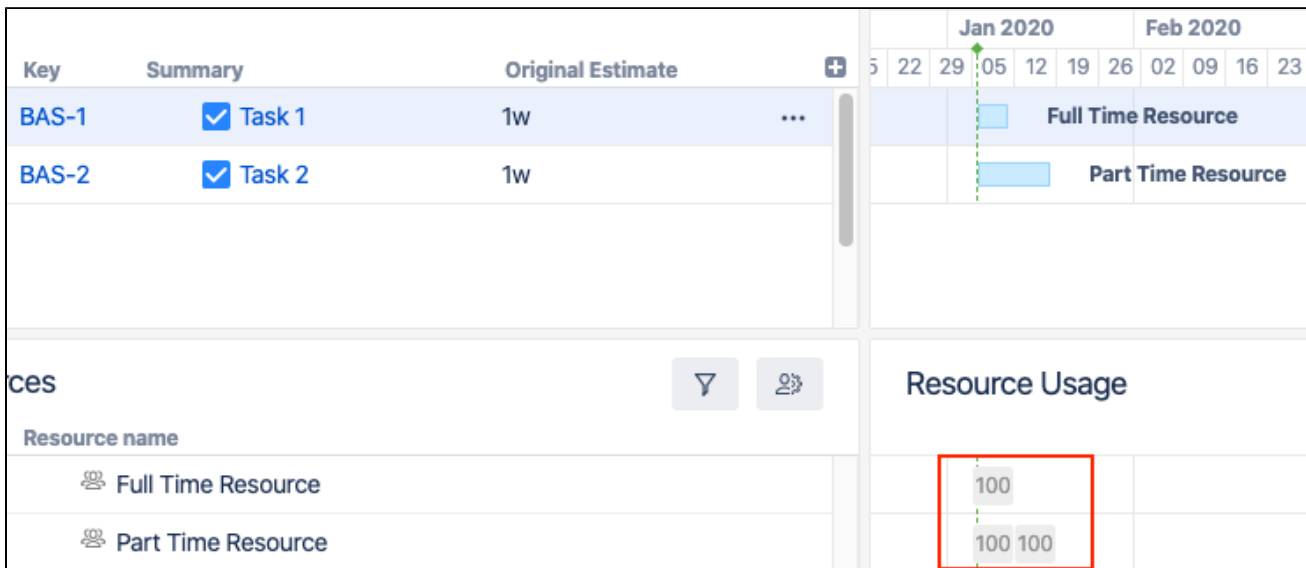 Jan 2020 Feb 2020
Key Summary Original Estimate 5 22 29 05 12 19 26 02 09 16 23
BAS-1 Task 1 1w ... Full Time Resource
BAS-2 Task 2 1w Part Time Resource
rces Resource Usage
Resource name
Full Time Resource 100
Part Time Resource 100 100